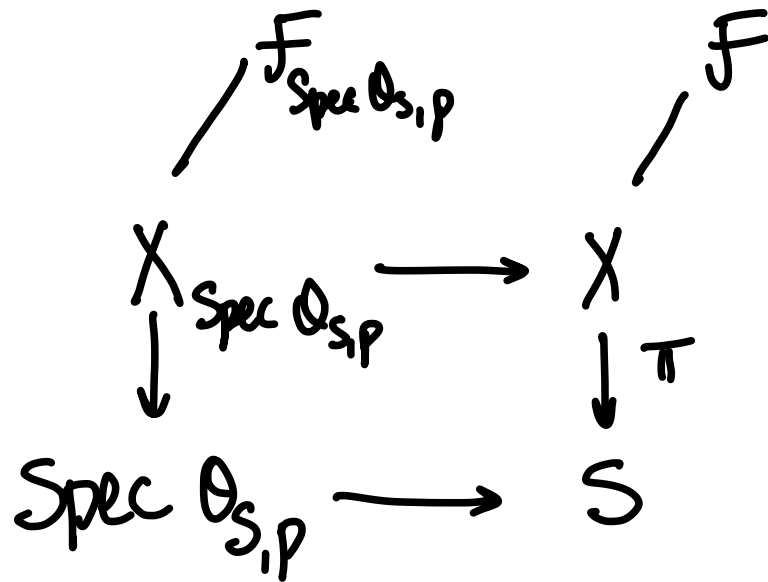 𝓕_{Spec 𝒪_{S,p}} 𝓕
X_{Spec 𝒪_{S,p}} → X
π
Spec 𝒪_{S,p} → S